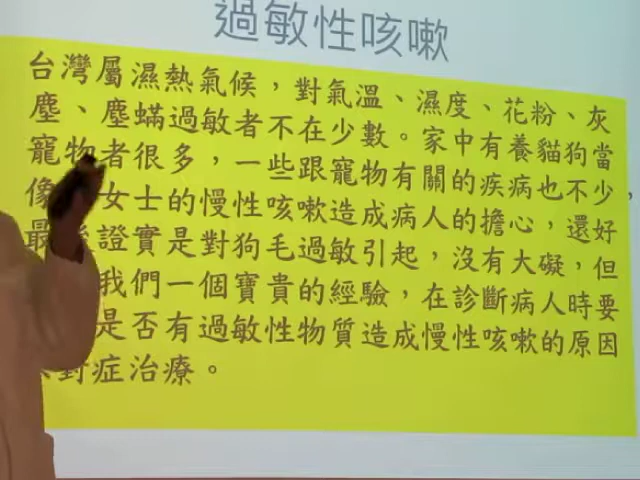 過敏性咳嗽
台灣屬濕熱氣候，對氣溫、濕度、花粉、灰
塵、塵蟎過敏者不在少數。家中有養貓狗當
寵物者很多，一些跟寵物有關的疾病也不少，
像 女士的慢性咳嗽造成病人的擔心，還好
最後證實是對狗毛過敏引起，沒有大礙，但
我們一個寶貴的經驗，在診斷病人時要
是否有過敏性物質造成慢性咳嗽的原因
對症治療。